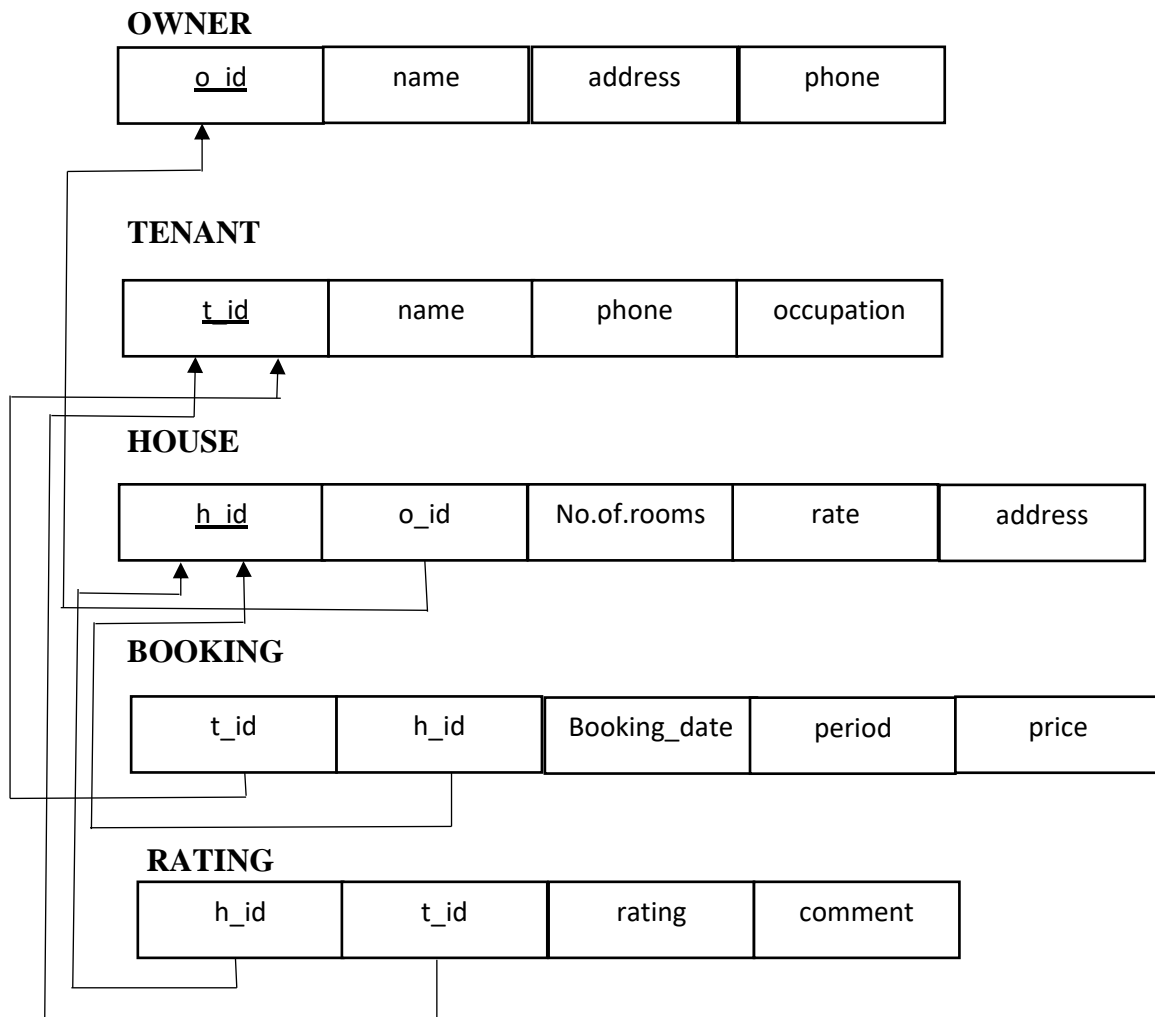 OWNER
o_id name address phone
TENANT
t_id name phone occupation
HOUSE
h_id o_id No.of.rooms rate address
BOOKING
t_id h_id Booking_date period price
RATING
h_id t_id rating comment